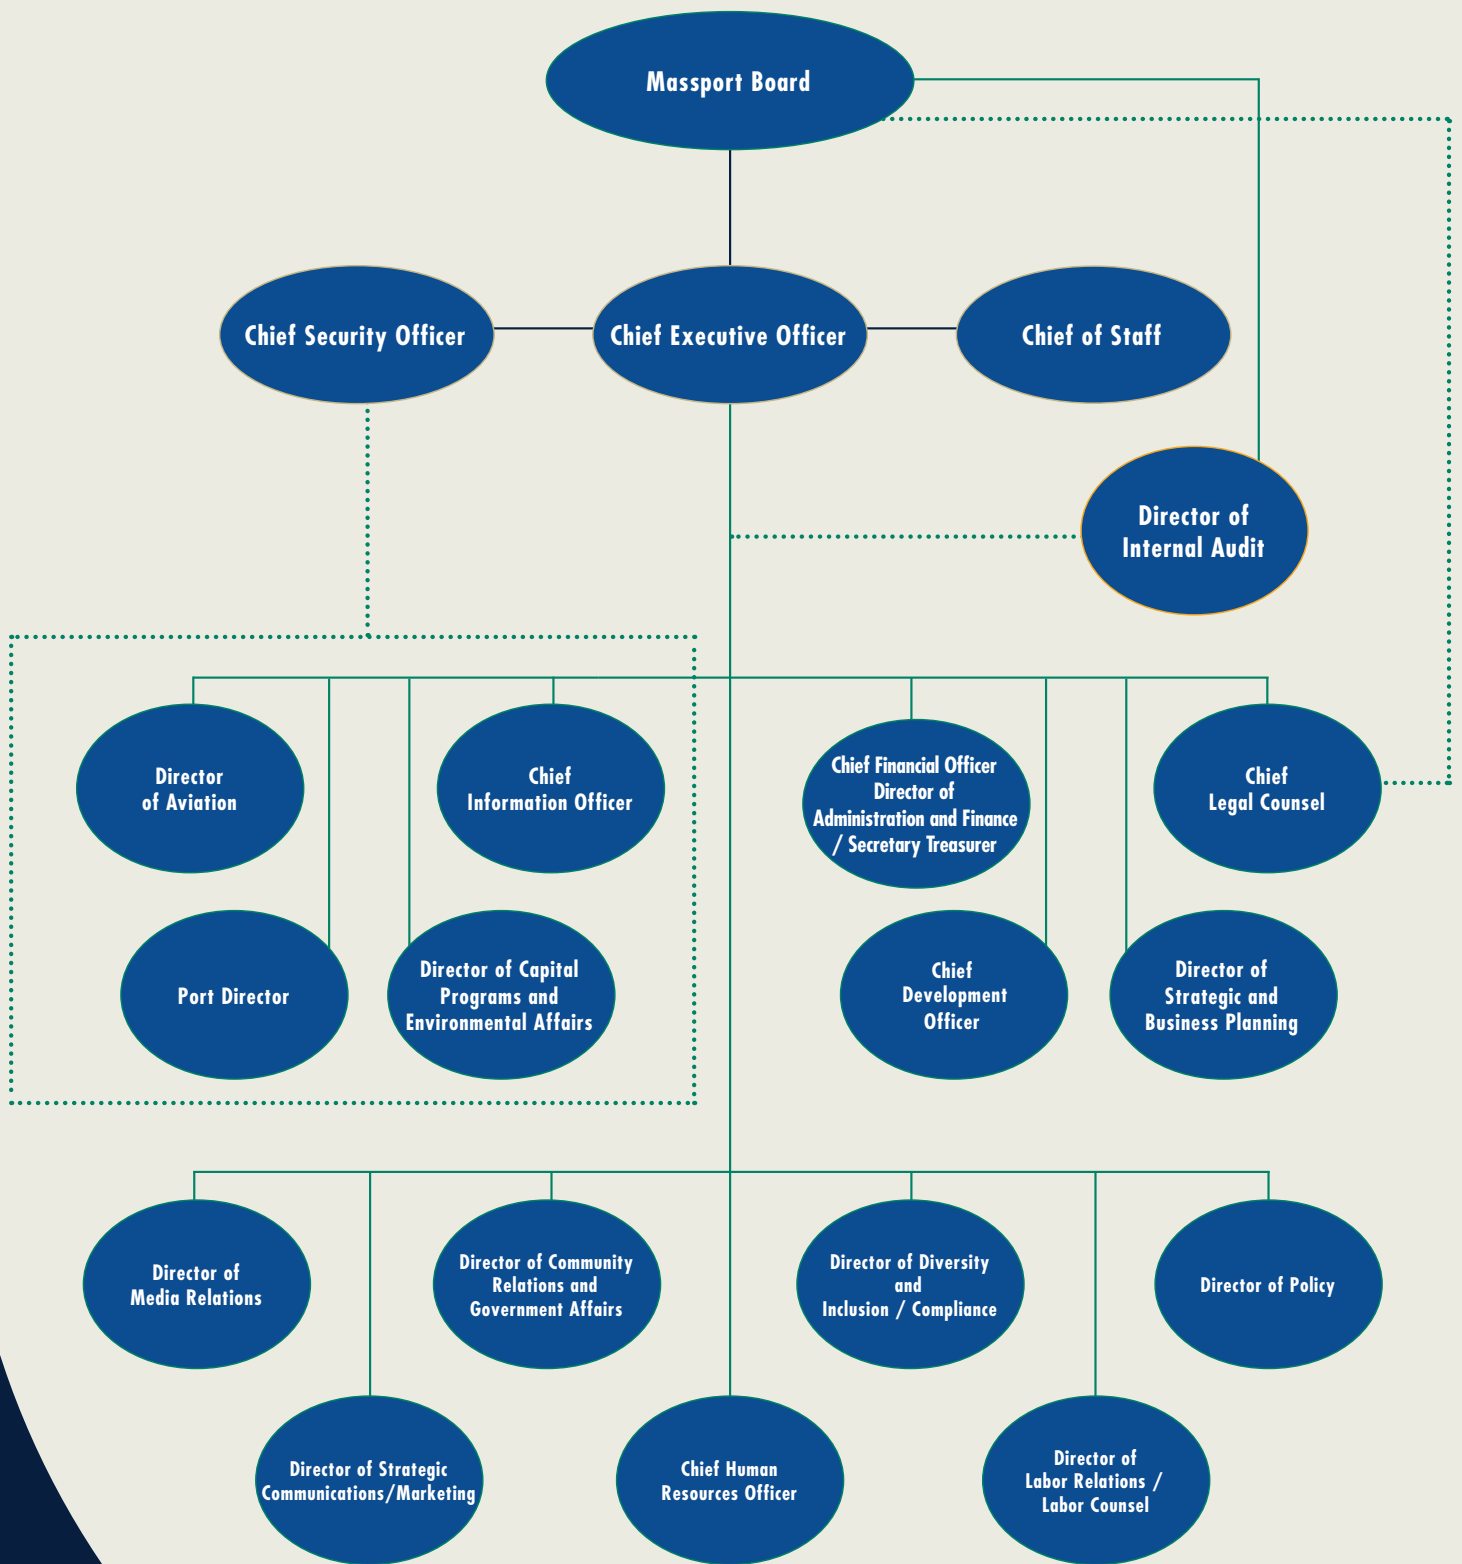 Massport Board
Chief Security Officer
Chief Executive Officer
Chief of Staff
Director of
Internal Audit
Director
of Aviation
Chief
Information Officer
Chief Financial Officer
Director of
Administration and Finance
/ Secretary Treasurer
Chief
Legal Counsel
Port Director
Director of Capital
Programs and
Environmental Affairs
Chief
Development
Officer
Director of
Strategic and
Business Planning
Director of
Media Relations
Director of Community
Relations and
Government Affairs
Director of Diversity
and
Inclusion / Compliance
Director of Policy
Director of Strategic
Communications/Marketing
Chief Human
Resources Officer
Director of
Labor Relations /
Labor Counsel